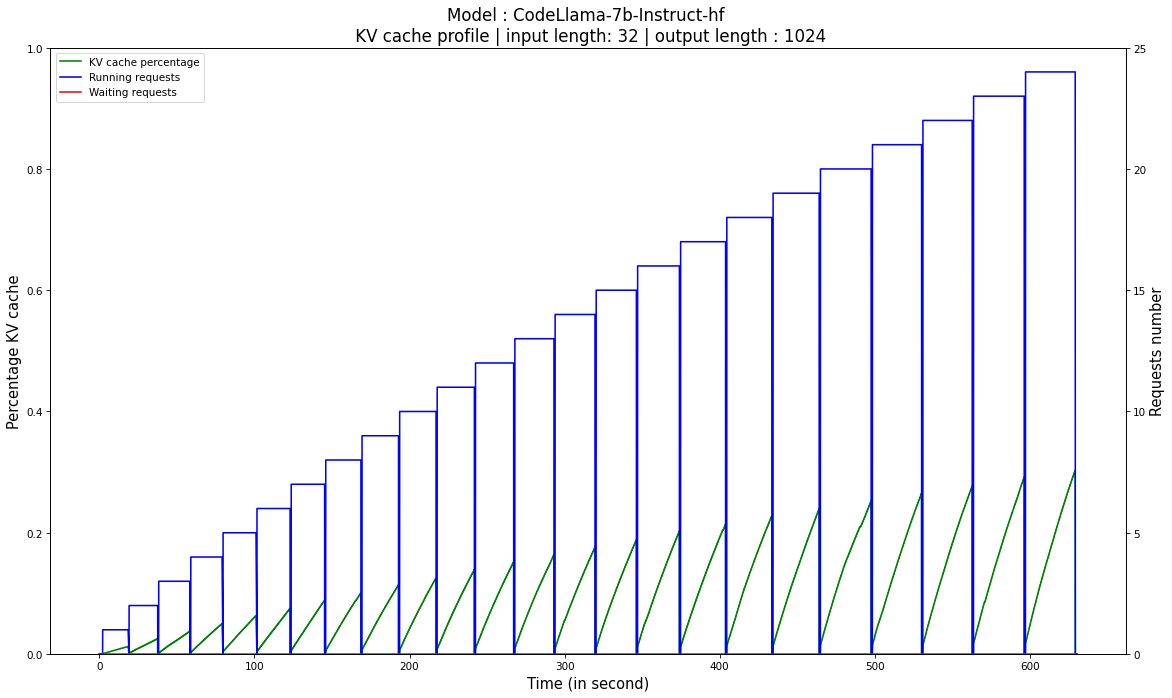 Model : CodeLlama-7b-Instruct-hf
KV cache profile | input length: 32 | output length : 1024
KV cache percentage
Running requests
Waiting requests
1.0
0.8
0.6
0.4
0.2
0.0
Percentage KV cache
25
20
15
10
5
0
Requests number
0 100 200 300 400 500 600
Time (in second)